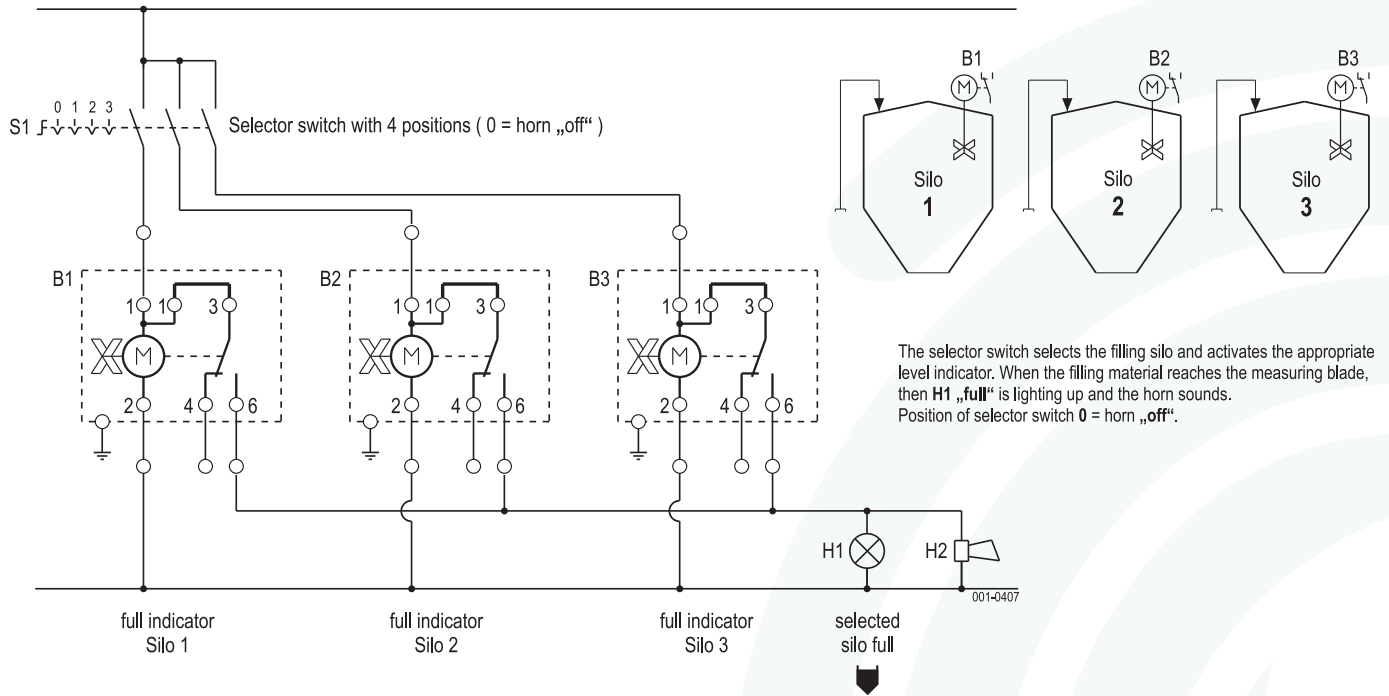 0 1 2 3
S1
Selector switch with 4 positions ( 0 = horn „off“ )
B1 B2 B3
M M M
Silo Silo Silo
1 2 3
B1 B2 B3
1 1 3 1 1 3 1 1 3
M M M
2 4 6 2 4 6 2 4 6
The selector switch selects the filling silo and activates the appropriate
level indicator. When the filling material reaches the measuring blade,
then H1 „full“ is lighting up and the horn sounds.
Position of selector switch 0 = horn „off“.
H1 H2
001-0407
full indicator full indicator full indicator selected
Silo 1 Silo 2 Silo 3 silo full